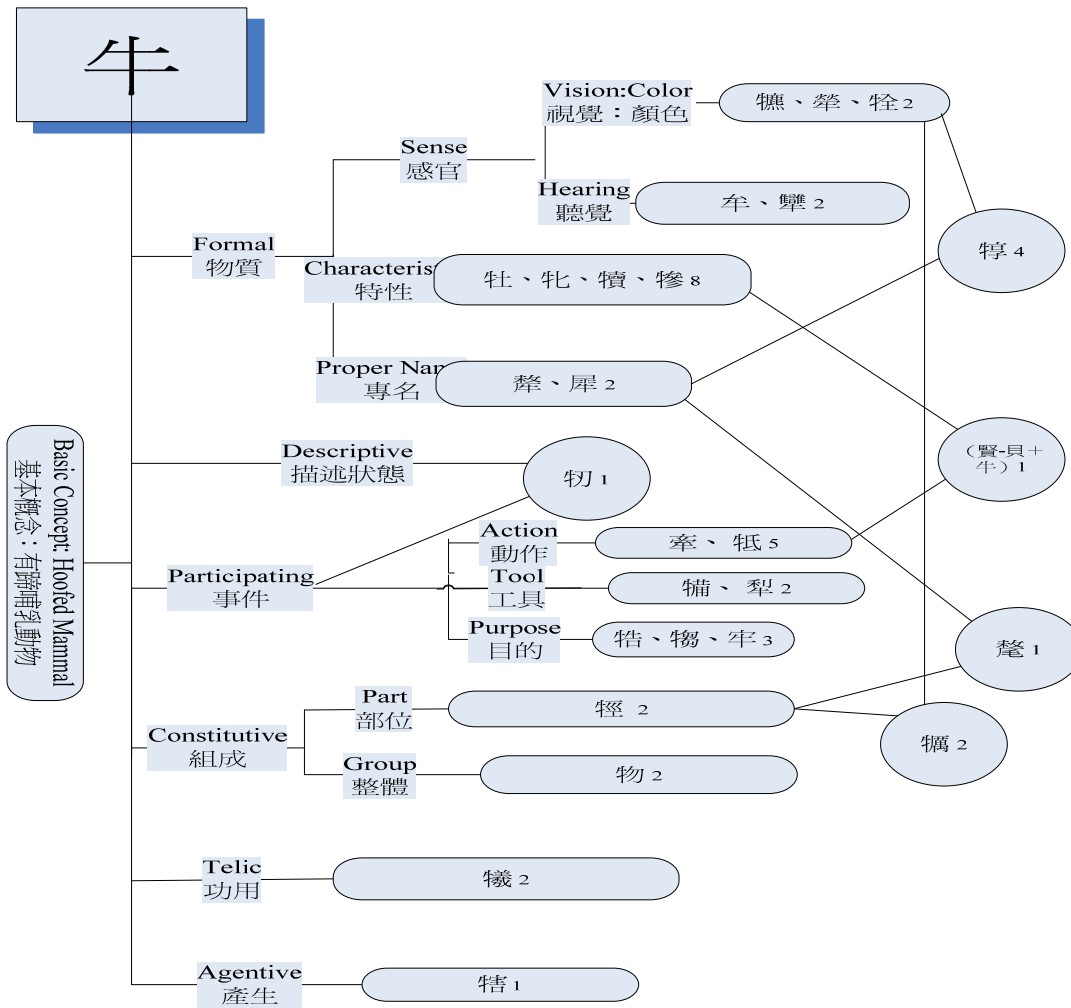 牛
Vision:Color
視覺：顏色
犥、犖、牷 2
Sense
感官
Hearing
聽覺
牟、犫 2
Formal
物質
犉 4
Characteris
特性
牡、牝、犢、犙 8
Proper Nam
專名
犛、犀 2
（賢-貝＋
牛）1
Descriptive
描述狀態
牣 1
Basic Concept: Hoofed Mammal
基本概念：有蹄哺乳動物
Action
動作
牽、牴 5
Participating
事件
Tool
工具
犕、犁 2
Purpose
目的
牿、犓、牢 3
氂 1
Part
部位
牼 2
Constitutive
組成
犡 2
Group
整體
物 2
Telic
功用
犧 2
Agentive
產生
犗 1